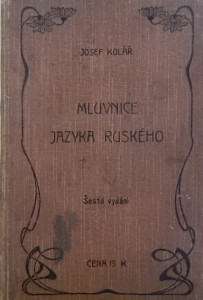 JOSEF KOLÁŘ
MLUVNICE
JAZYKA RUSKÉHO
Šesté vydání
CENA 15 K